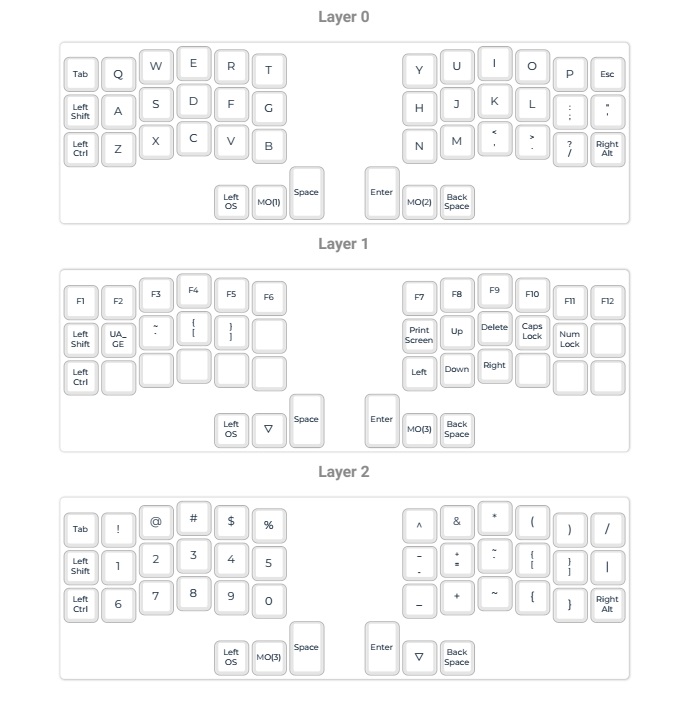 Layer 0
Tab Q W E R T Y U I O P Esc
Left Shift A S D F G H J K L : ; " '
Left Ctrl Z X C V B N M < , > . ? / Right Alt
Left OS MO(1) Space Enter MO(2) Back Space
Layer 1
F1 F2 F3 F4 F5 F6 F7 F8 F9 F10 F11 F12
Left Shift UA_GE ~ ` { [ } ] Print Screen Up Delete Caps Lock Num Lock
Left Ctrl Left Down Right
Left OS ▽ Space Enter MO(3) Back Space
Layer 2
Tab ! @ # $ % ^ & * ( ) /
Left Shift 1 2 3 4 5 _ - + = ~ ` { [ } ] |
Left Ctrl 6 7 8 9 0 _ + ~ { } Right Alt
Left OS MO(3) Space Enter ▽ Back Space